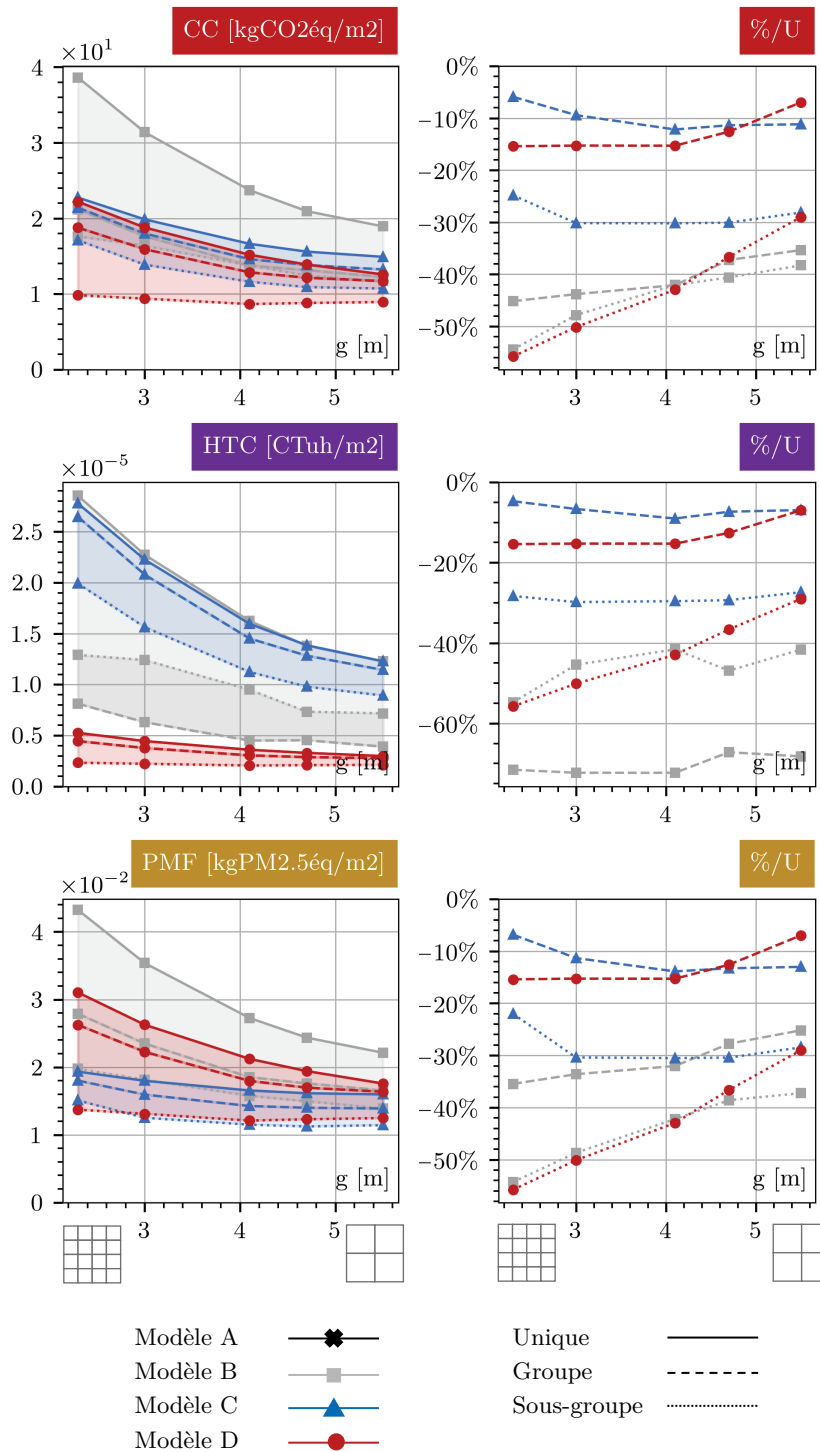 CC [kgCO2éq/m2]
%/U
×10¹
4
3
2
1
0
3
4
5
g [m]
0%
−10%
−20%
−30%
−40%
−50%
3
4
5
g [m]
HTC [CTuh/m2]
%/U
×10⁻⁵
2.5
2.0
1.5
1.0
0.5
0.0
3
4
5
g [m]
0%
−20%
−40%
−60%
3
4
5
g [m]
PMF [kgPM2.5éq/m2]
%/U
×10⁻²
4
3
2
1
0
3
4
5
g [m]
0%
−10%
−20%
−30%
−40%
−50%
3
4
5
g [m]
Modèle A
Modèle B
Modèle C
Modèle D
Unique
Groupe
Sous-groupe